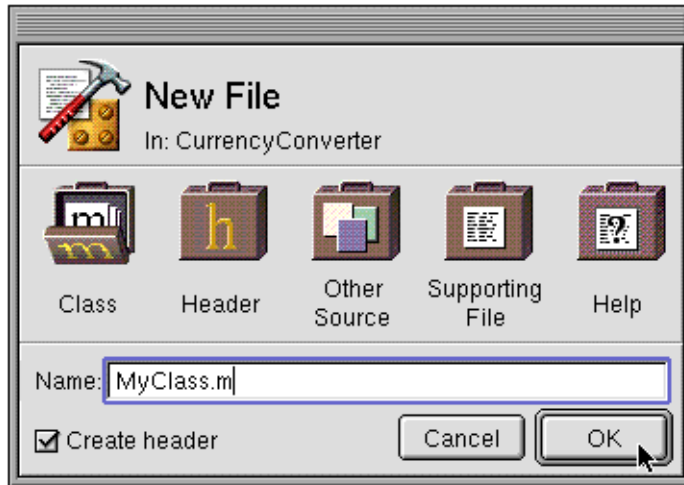 New File
In: CurrencyConverter
m
m
h
?
Class
Header
Other
Source
Supporting
File
Help
Name: MyClass.m
Create header
Cancel
OK